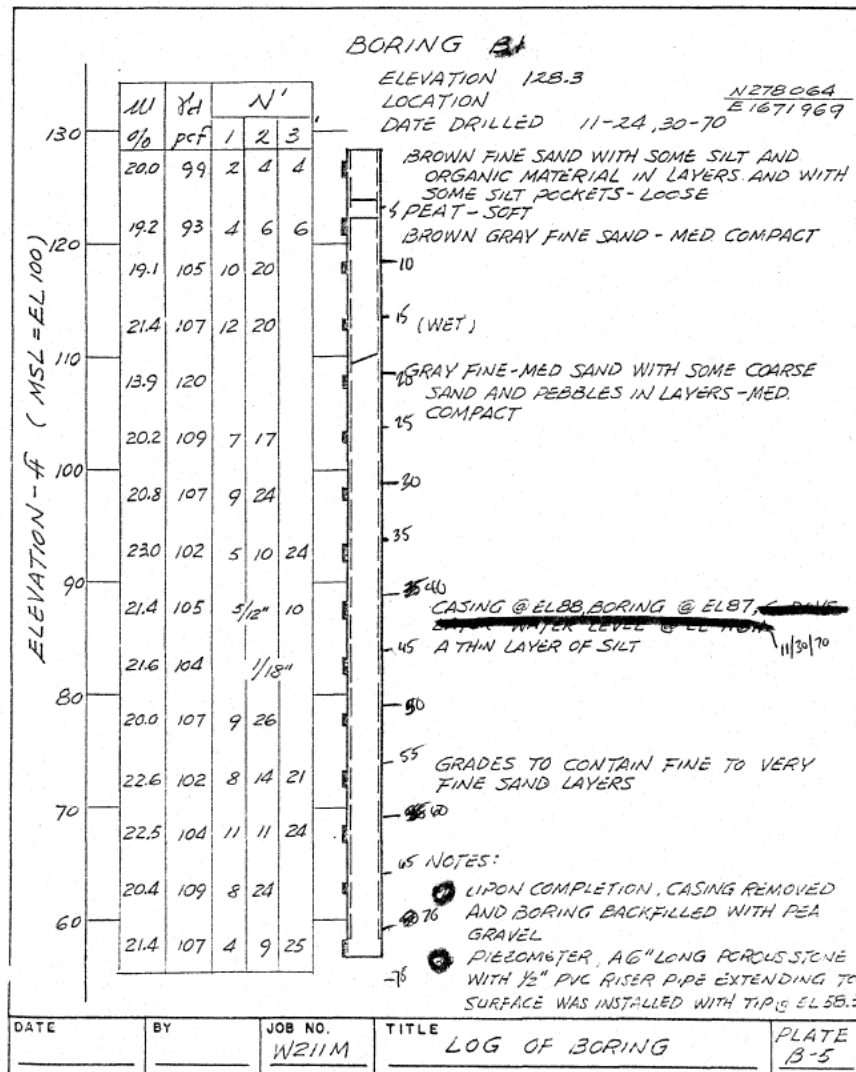 BORING B1
ELEVATION 128.3
LOCATION N278064
E1671969
DATE DRILLED 11-24,30-70
ELEVATION - ft (MSL = EL 100)
130
120
110
100
90
80
70
60
W % γd pcf N' 1 2 3
20.0 99 2 4 4
19.2 93 4 6 6
19.1 105 10 20
21.4 107 12 20
13.9 120
20.2 109 7 17
20.8 107 9 24
23.0 102 5 10 24
21.4 105 5/12" 10
21.6 104 1/18"
20.0 107 9 26
22.6 102 8 14 21
22.5 104 11 11 24
20.4 109 8 24
21.4 107 4 9 25
BROWN FINE SAND WITH SOME SILT AND
ORGANIC MATERIAL IN LAYERS AND WITH
SOME SILT POCKETS - LOOSE
5 PEAT - SOFT
BROWN GRAY FINE SAND - MED. COMPACT
10
15 (WET)
20 GRAY FINE-MED SAND WITH SOME COARSE
SAND AND PEBBLES IN LAYERS - MED.
COMPACT
25
30
35
40
CASING @ EL88, BORING @ EL87,
WATER LEVEL @ EL
11/30/70
45 A THIN LAYER OF SILT
50
55 GRADES TO CONTAIN FINE TO VERY
FINE SAND LAYERS
60
65 NOTES:
UPON COMPLETION, CASING REMOVED
70 AND BORING BACKFILLED WITH PEA
GRAVEL
PIEZOMETER, A 6" LONG POROUS STONE
75 WITH 1/2" PVC RISER PIPE EXTENDING TO
SURFACE WAS INSTALLED WITH TIP @ EL 58.
DATE BY JOB NO. W211M TITLE LOG OF BORING PLATE B-5